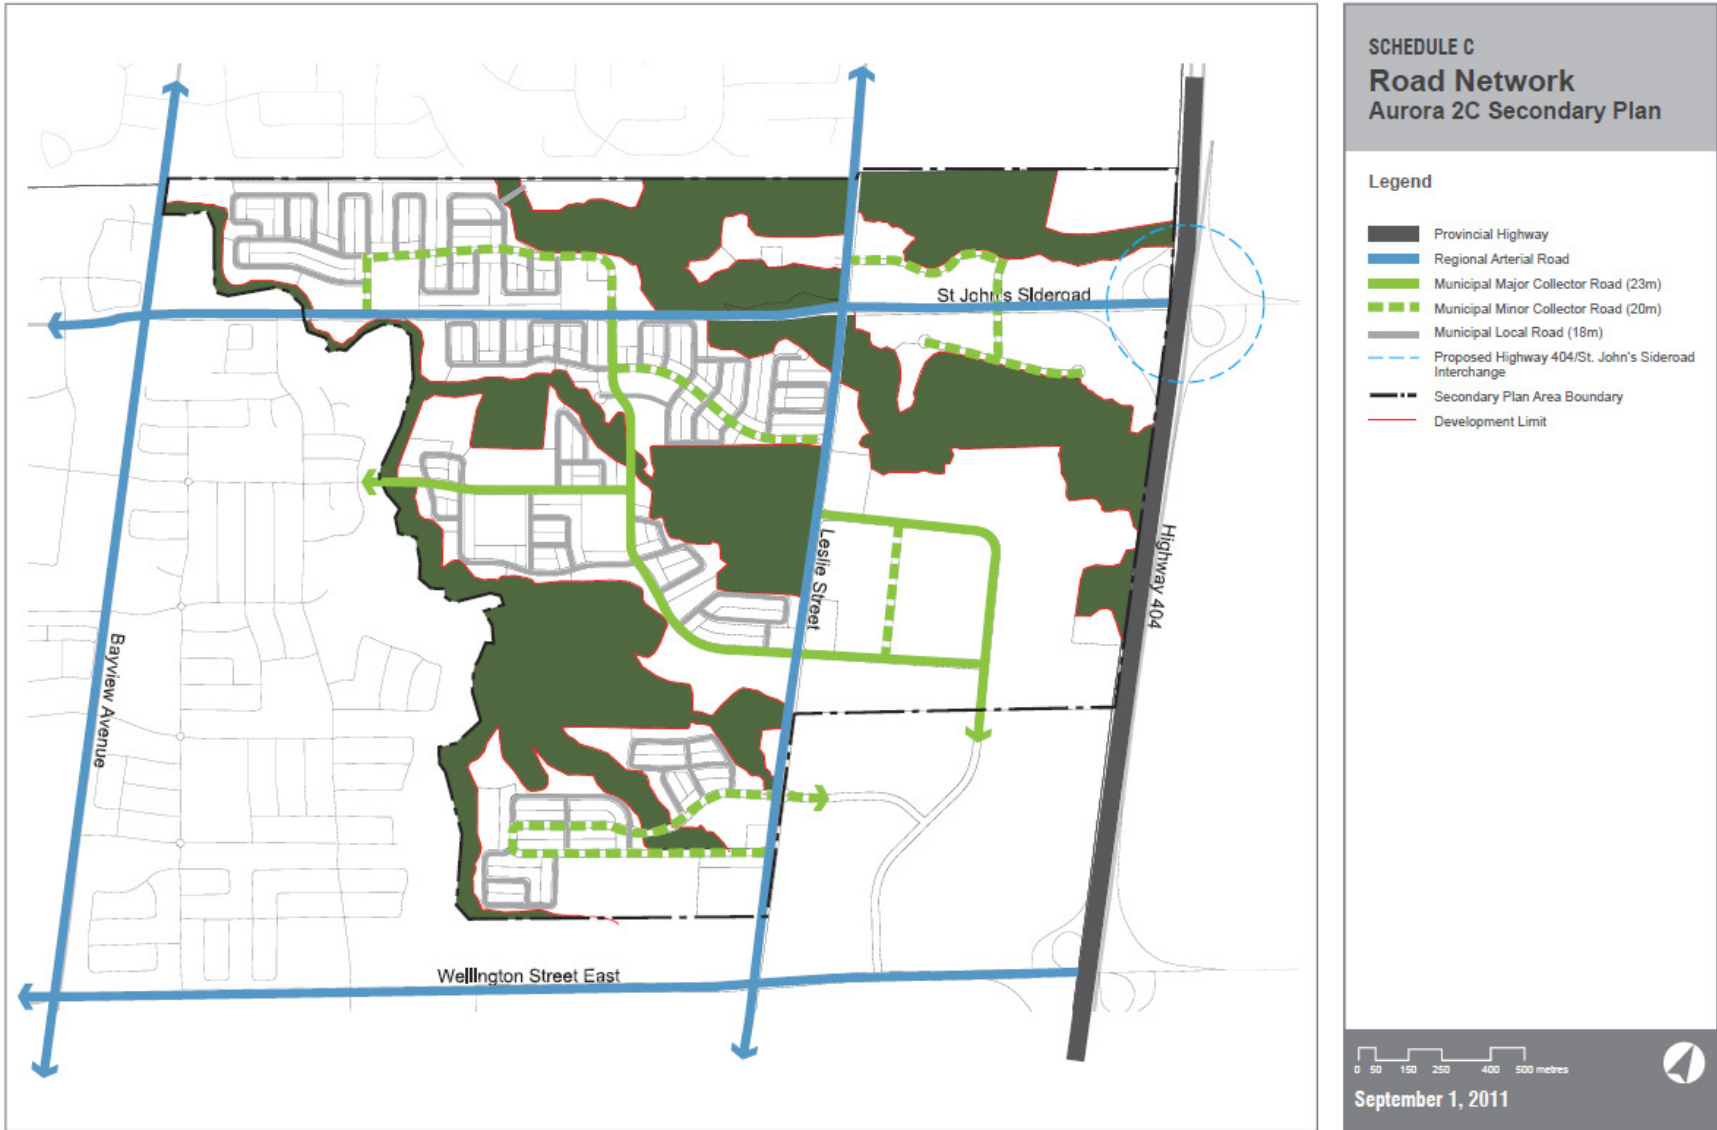 St John's Sideroad
Leslie Street
Highway 404
Bayview Avenue
Wellington Street East
SCHEDULE C
Road Network
Aurora 2C Secondary Plan
Legend
Provincial Highway
Regional Arterial Road
Municipal Major Collector Road (23m)
Municipal Minor Collector Road (20m)
Municipal Local Road (18m)
Proposed Highway 404/St. John's Sideroad
Interchange
Secondary Plan Area Boundary
Development Limit
0 50 150 250 400 500 metres
September 1, 2011